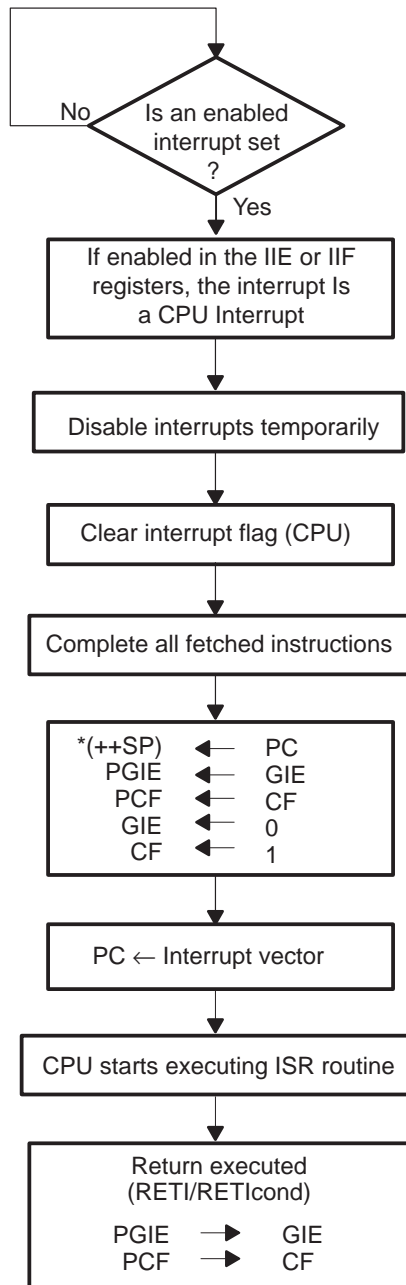 No
Is an enabled
interrupt set
?
Yes
If enabled in the IIE or IIF
registers, the interrupt Is
a CPU Interrupt
Disable interrupts temporarily
Clear interrupt flag (CPU)
Complete all fetched instructions
*(++SP) ← PC
PGIE ← GIE
PCF ← CF
GIE ← 0
CF ← 1
PC ← Interrupt vector
CPU starts executing ISR routine
Return executed
(RETI/RETIcond)
PGIE → GIE
PCF → CF